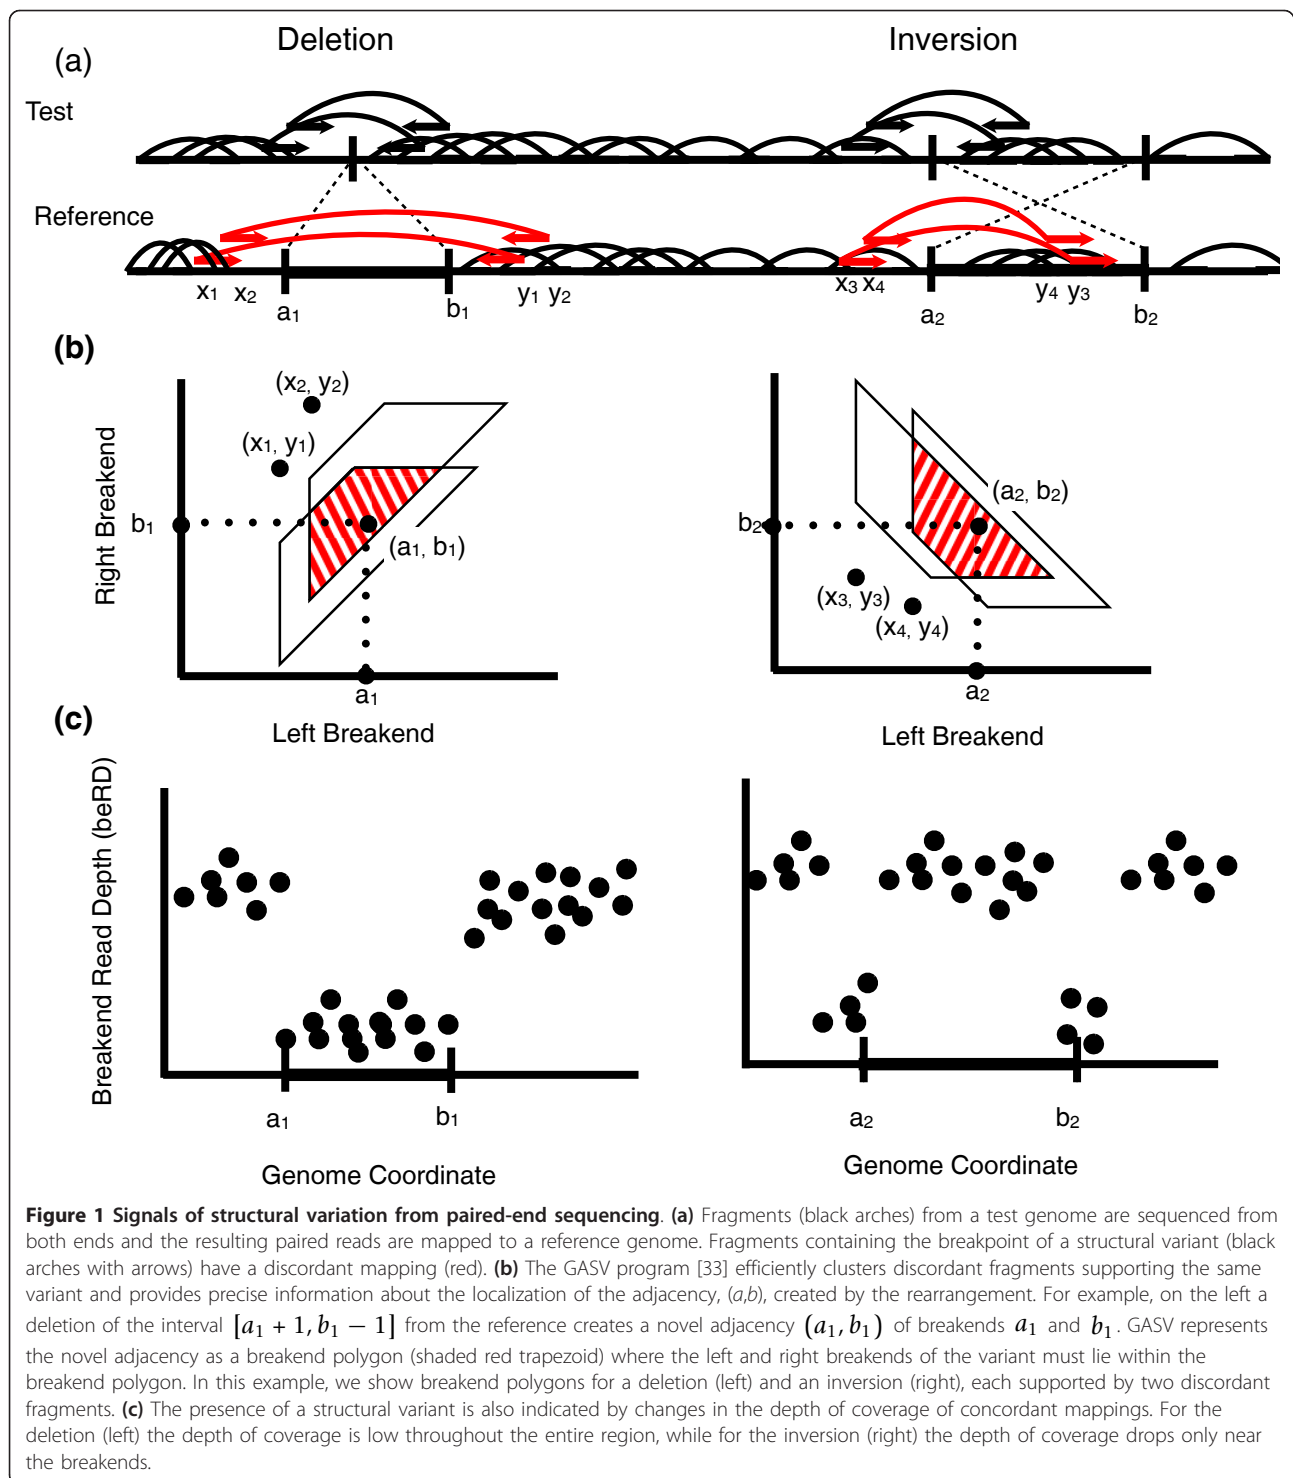 Deletion
Inversion
(a)
Test
Reference
x1 x2 a1 b1 y1 y2 x3 x4 a2 y4 y3 b2
(b)
Right Breakend
(x2, y2)
(x1, y1)
b1
(a1, b1)
a1
Left Breakend
(a2, b2)
b2
(x3, y3)
(x4, y4)
a2
Left Breakend
(c)
Breakend Read Depth (beRD)
a1 b1
Genome Coordinate
a2 b2
Genome Coordinate
Figure 1 Signals of structural variation from paired-end sequencing. (a) Fragments (black arches) from a test genome are sequenced from
both ends and the resulting paired reads are mapped to a reference genome. Fragments containing the breakpoint of a structural variant (black
arches with arrows) have a discordant mapping (red). (b) The GASV program [33] efficiently clusters discordant fragments supporting the same
variant and provides precise information about the localization of the adjacency, (a,b), created by the rearrangement. For example, on the left a
deletion of the interval [a1 + 1, b1 − 1] from the reference creates a novel adjacency (a1, b1) of breakends a1 and b1. GASV represents
the novel adjacency as a breakend polygon (shaded red trapezoid) where the left and right breakends of the variant must lie within the
breakend polygon. In this example, we show breakend polygons for a deletion (left) and an inversion (right), each supported by two discordant
fragments. (c) The presence of a structural variant is also indicated by changes in the depth of coverage of concordant mappings. For the
deletion (left) the depth of coverage is low throughout the entire region, while for the inversion (right) the depth of coverage drops only near
the breakends.